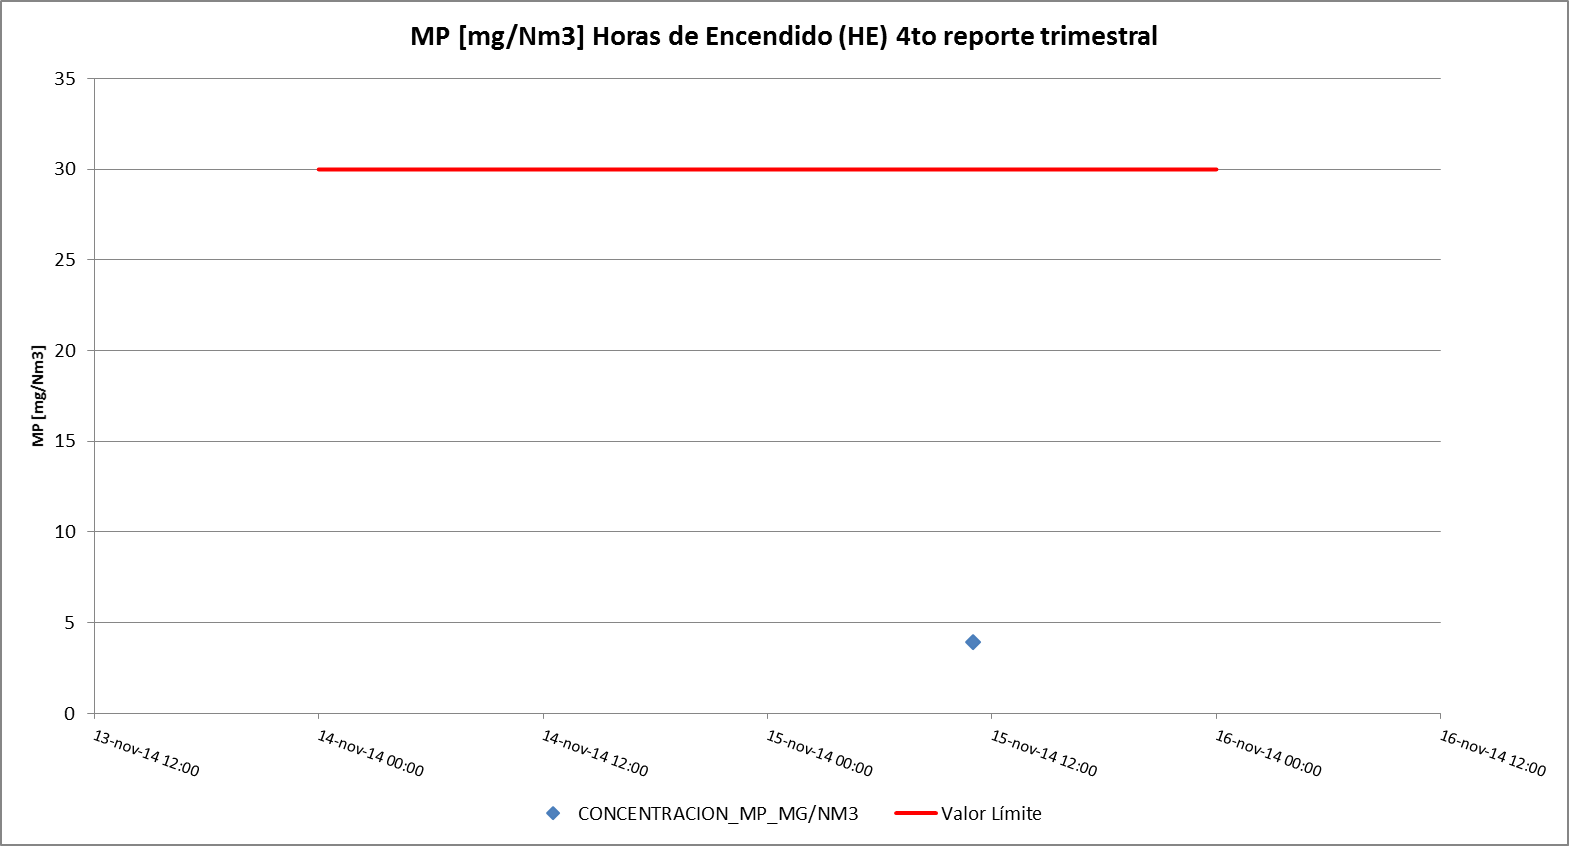 MP [mg/Nm3] Horas de Encendido (HE) 4to reporte trimestral
35
30
25
20
15
10
5
0
MP [mg/Nm3]
13-nov-14 12:00
14-nov-14 00:00
14-nov-14 12:00
15-nov-14 00:00
15-nov-14 12:00
16-nov-14 00:00
16-nov-14 12:00
CONCENTRACION_MP_MG/NM3
Valor Límite